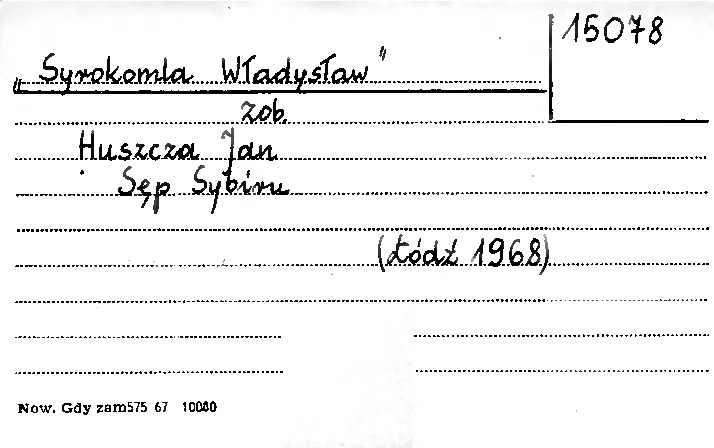 15078
„Syrokomla Władysław"
zob.
Huszcza Jan
Sęp Sybiru
(Łódź 1968)
Now. Gdy zam575 67 10080